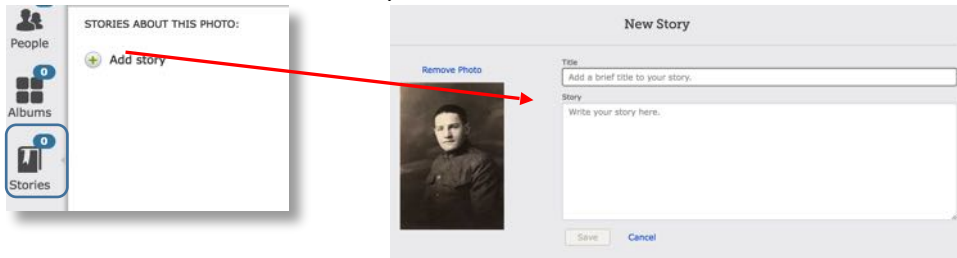 STORIES ABOUT THIS PHOTO:
People
Add story
0
Albums
0
Stories
New Story
Remove Photo
Title
Add a brief title to your story.
Story
Write your story here.
Save
Cancel